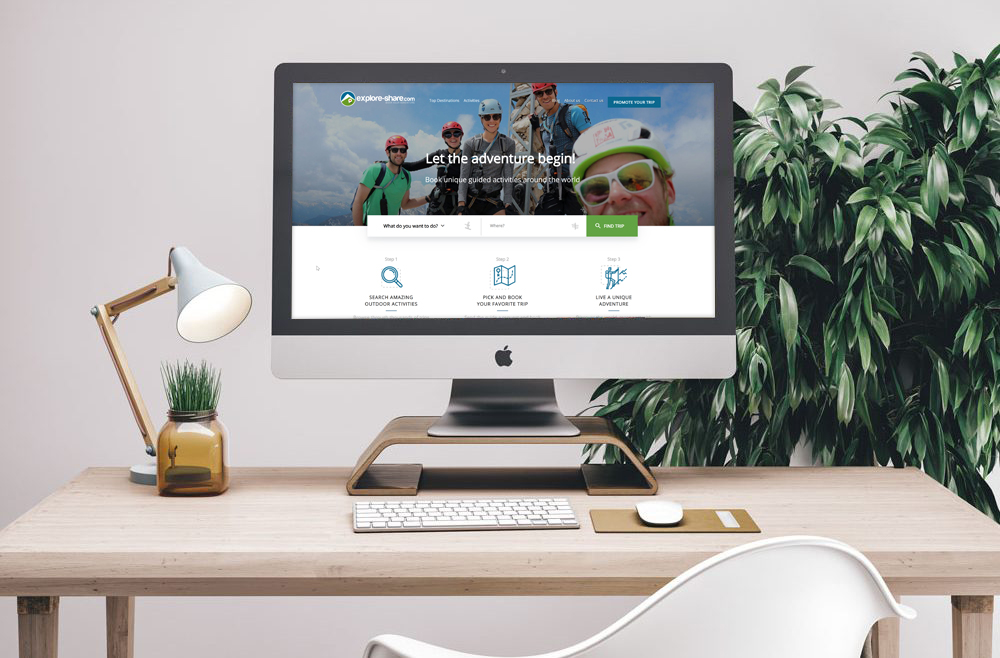 explore-share.com
Top Destinations Activities
Blog About us Contact us
PROMOTE YOUR TRIP
Let the adventure begin!
Book unique guided activities around the world
What do you want to do?
Where?
FIND TRIP
Step 1
SEARCH AMAZING
OUTDOOR ACTIVITIES
Step 2
PICK AND BOOK
YOUR FAVORITE TRIP
Step 3
LIVE A UNIQUE
ADVENTURE